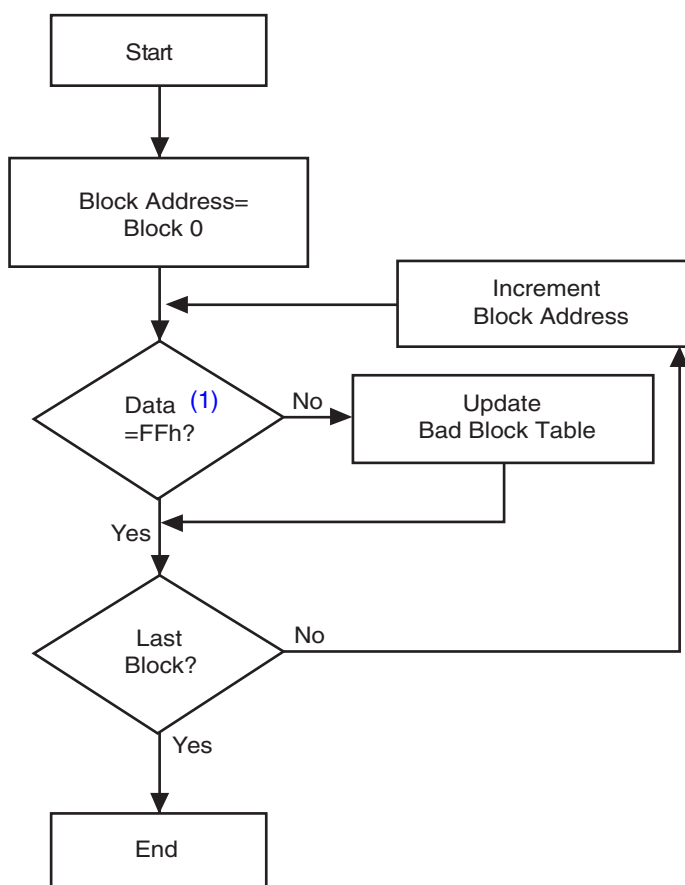 Start
Block Address=
Block 0
Increment
Block Address
Data (1)
=FFh?
No
Update
Bad Block Table
Yes
Last
Block?
No
Yes
End